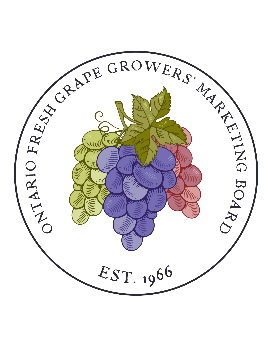 ONTARIO FRESH GRAPE GROWERS' MARKETING BOARD
EST. 1966